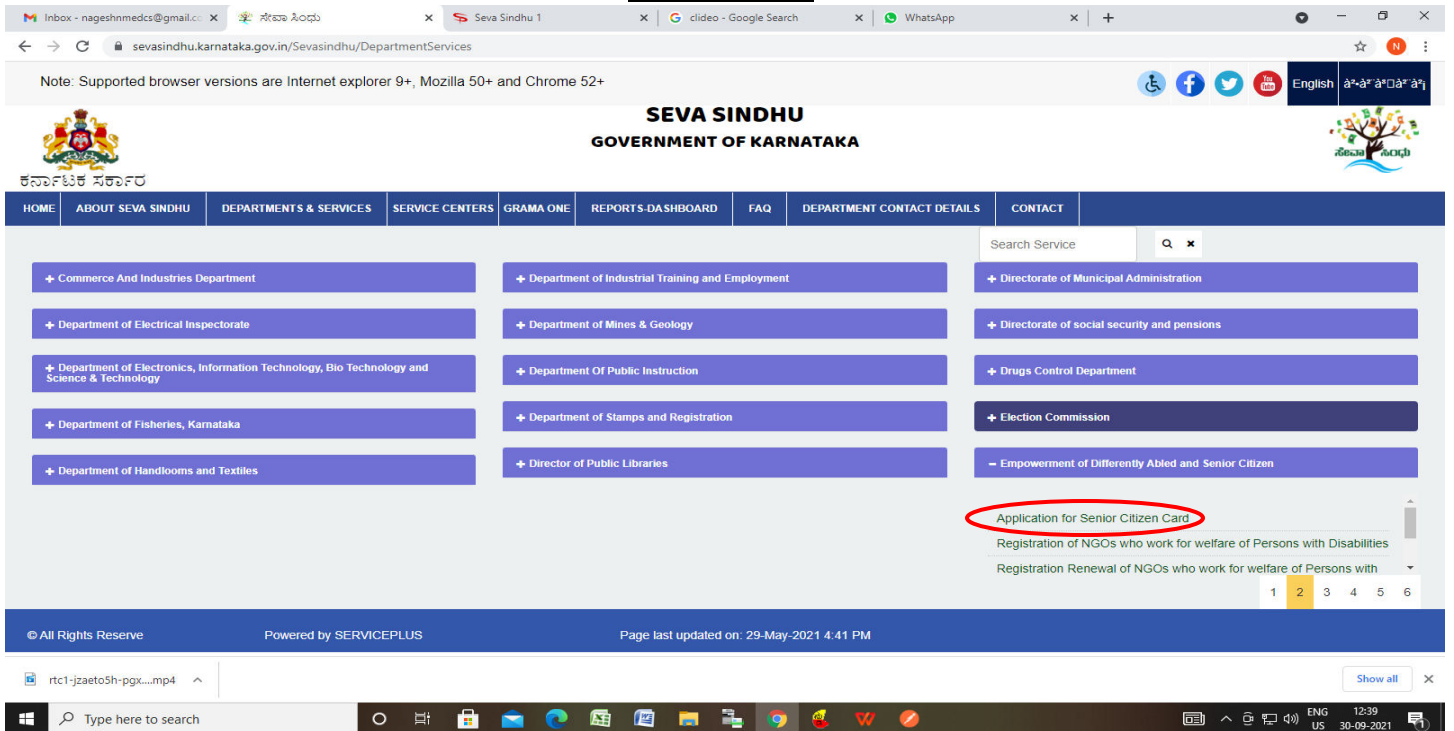 Inbox - nageshnmedcs@gmail.cc
ಸೇವಾ ಸಿಂಧು
Seva Sindhu 1
clideo - Google Search
WhatsApp
sevasindhu.karnataka.gov.in/Sevasindhu/DepartmentServices
N
Note: Supported browser versions are Internet explorer 9+, Mozilla 50+ and Chrome 52+
You Tube
English
SEVA SINDHU
GOVERNMENT OF KARNATAKA
ಕರ್ನಾಟಕ ಸರ್ಕಾರ
ಸೇವಾ ಸಿಂಧು
HOME ABOUT SEVA SINDHU DEPARTMENTS & SERVICES SERVICE CENTERS GRAMA ONE REPORTS-DASHBOARD FAQ DEPARTMENT CONTACT DETAILS CONTACT
Search Service
+ Commerce And Industries Department
+ Department of Industrial Training and Employment
+ Directorate of Municipal Administration
+ Department of Electrical Inspectorate
+ Department of Mines & Geology
+ Directorate of social security and pensions
+ Department of Electronics, Information Technology, Bio Technology and
Science & Technology
+ Department Of Public Instruction
+ Drugs Control Department
+ Department of Fisheries, Karnataka
+ Department of Stamps and Registration
+ Election Commission
+ Department of Handlooms and Textiles
+ Director of Public Libraries
− Empowerment of Differently Abled and Senior Citizen
Application for Senior Citizen Card
Registration of NGOs who work for welfare of Persons with Disabilities
Registration Renewal of NGOs who work for welfare of Persons with
1 2 3 4 5 6
© All Rights Reserve
Powered by SERVICEPLUS
Page last updated on: 29-May-2021 4:41 PM
rtc1-jzaeto5h-pgx....mp4
Show all
Type here to search
ENG
US
12:39
30-09-2021